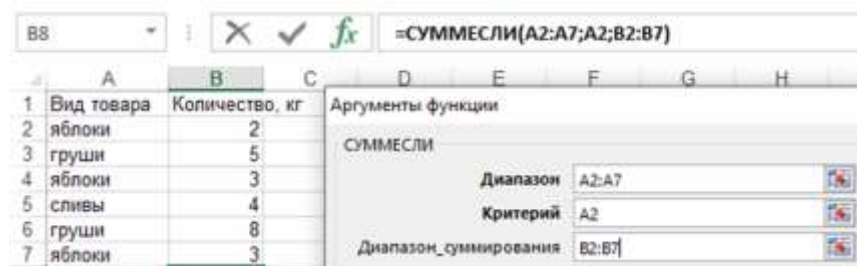 B8 fx =СУММЕСЛИ(A2:A7;A2;B2:B7)
A B C D E F G H
1 Вид товара Количество, кг
2 яблоки 2
3 груши 5
4 яблоки 3
5 сливы 4
6 груши 8
7 яблоки 3
Аргументы функции
СУММЕСЛИ
Диапазон A2:A7
Критерий A2
Диапазон_суммирования B2:B7